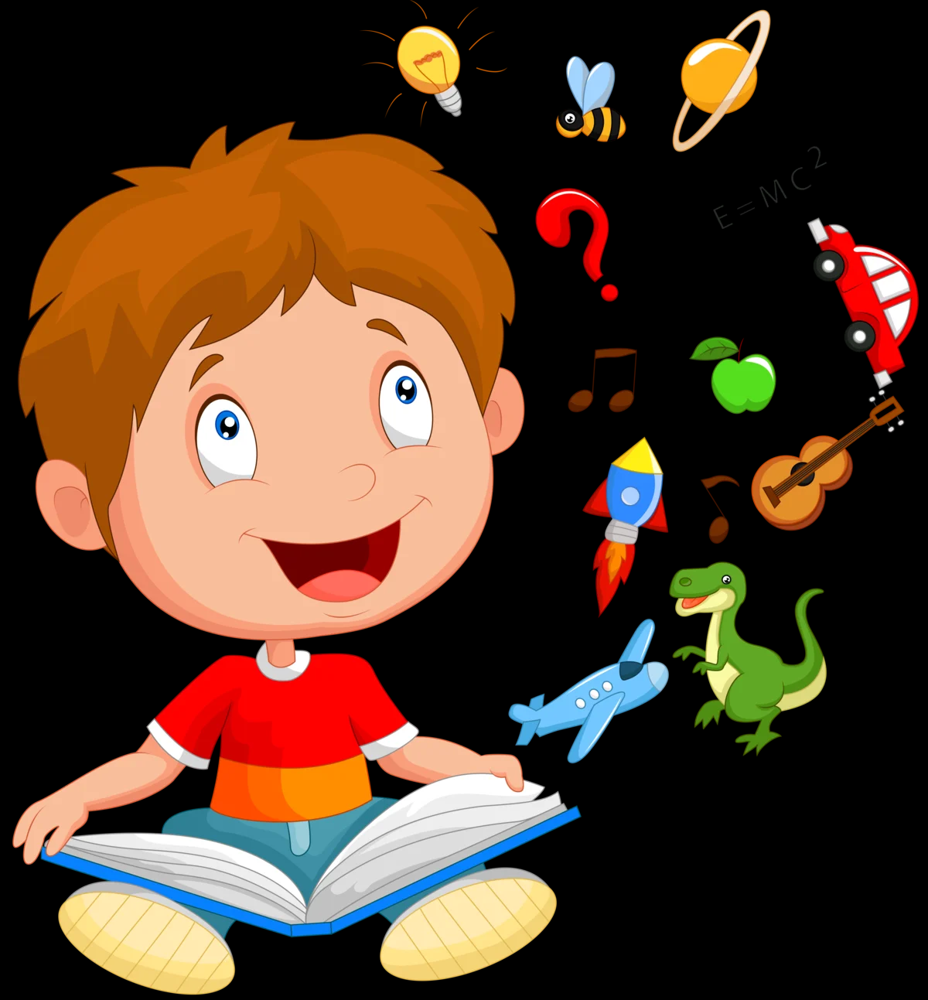 E = MC²
?